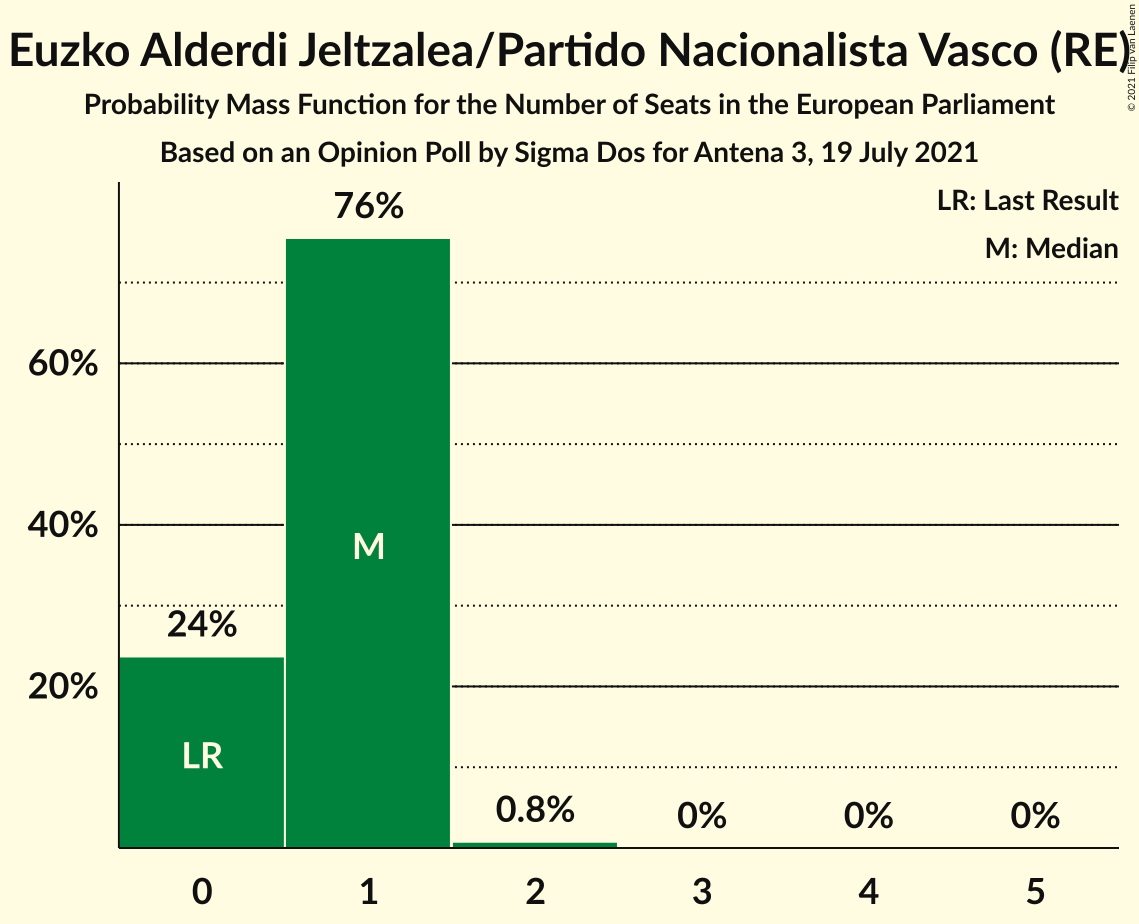 Euzko Alderdi Jeltzalea/Partido Nacionalista Vasco (RE)
© 2021 Filip van Laenen
Probability Mass Function for the Number of Seats in the European Parliament
Based on an Opinion Poll by Sigma Dos for Antena 3, 19 July 2021
LR: Last Result
M: Median
76%
60%
40%
M
24%
20%
LR
0.8%
0%
0%
0%
0
1
2
3
4
5